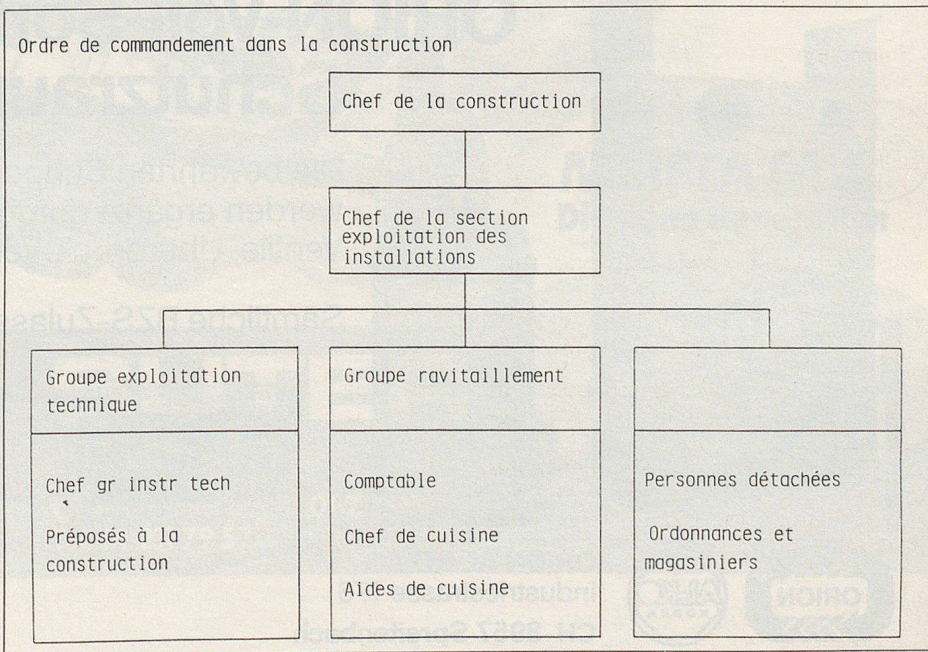 Ordre de commandement dans la construction
Chef de la construction
Chef de la section
exploitation des
installations
Groupe exploitation
technique
Chef gr instr tech
Préposés à la
construction
Groupe ravitaillement
Comptable
Chef de cuisine
Aides de cuisine
Personnes détachées
Ordonnances et
magasiniers